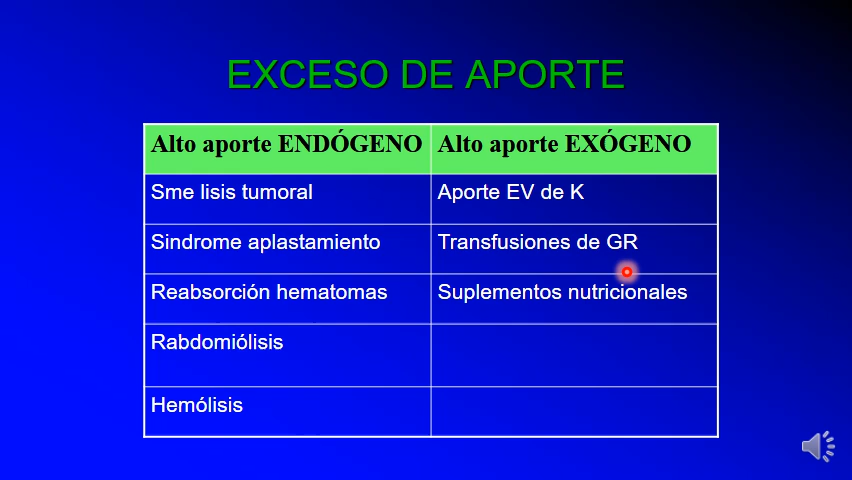 EXCESO DE APORTE
Alto aporte ENDÓGENO Alto aporte EXÓGENO
Sme lisis tumoral Aporte EV de K
Sindrome aplastamiento Transfusiones de GR
Reabsorción hematomas Suplementos nutricionales
Rabdomiólisis
Hemólisis